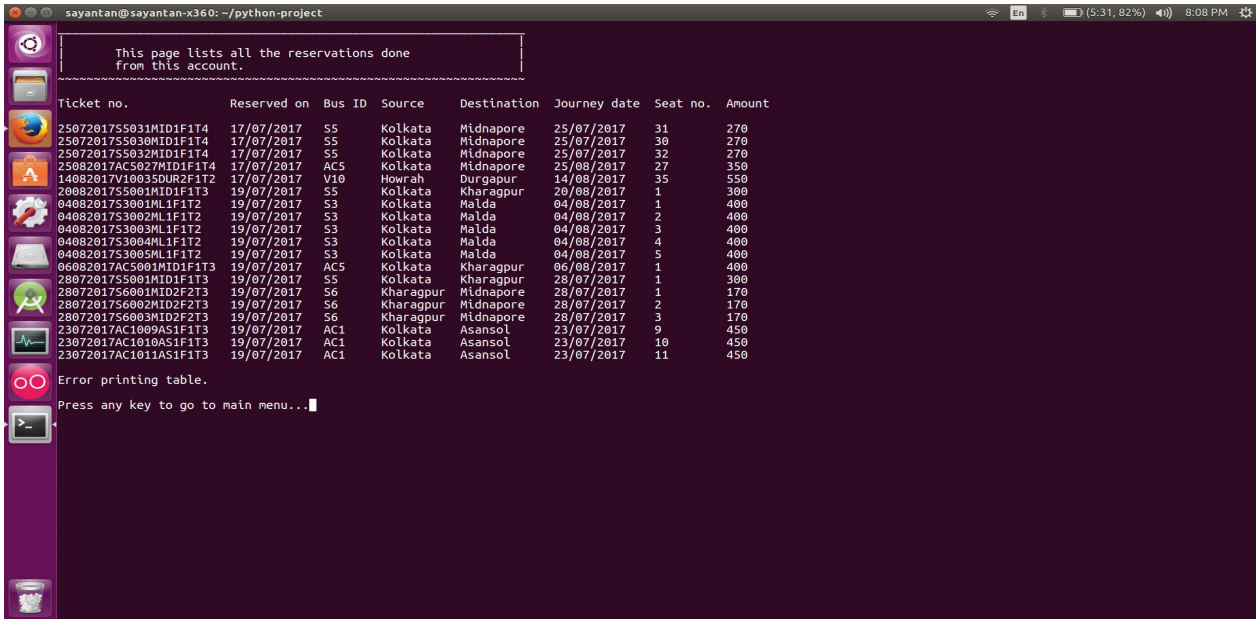 sayantan@sayantan-x360: ~/python-project En (5:31, 82%) 8:08 PM
This page lists all the reservations done
from this account.
~~~~~~~~~~~~~~~~~~~~~~~~~~~~~~~~~~~~~~~~~~~~~~~~~~~~~~~~~~~~~~~~~
Ticket no. Reserved on Bus ID Source Destination Journey date Seat no. Amount
25072017S5031MID1F1T4 17/07/2017 S5 Kolkata Midnapore 25/07/2017 31 270
25072017S5030MID1F1T4 17/07/2017 S5 Kolkata Midnapore 25/07/2017 30 270
25072017S5032MID1F1T4 17/07/2017 S5 Kolkata Midnapore 25/07/2017 32 270
25082017AC5027MID1F1T4 17/07/2017 AC5 Kolkata Midnapore 25/08/2017 27 350
14082017V10035DUR2F1T2 17/07/2017 V10 Howrah Durgapur 14/08/2017 35 550
20082017S5001MID1F1T3 19/07/2017 S5 Kolkata Kharagpur 20/08/2017 1 300
04082017S3001ML1F1T2 19/07/2017 S3 Kolkata Malda 04/08/2017 1 400
04082017S3002ML1F1T2 19/07/2017 S3 Kolkata Malda 04/08/2017 2 400
04082017S3003ML1F1T2 19/07/2017 S3 Kolkata Malda 04/08/2017 3 400
04082017S3004ML1F1T2 19/07/2017 S3 Kolkata Malda 04/08/2017 4 400
04082017S3005ML1F1T2 19/07/2017 S3 Kolkata Malda 04/08/2017 5 400
06082017AC5001MID1F1T3 19/07/2017 AC5 Kolkata Kharagpur 06/08/2017 1 400
28072017S5001MID1F1T3 19/07/2017 S5 Kolkata Kharagpur 28/07/2017 1 300
28072017S6001MID2F2T3 19/07/2017 S6 Kharagpur Midnapore 28/07/2017 1 170
28072017S6002MID2F2T3 19/07/2017 S6 Kharagpur Midnapore 28/07/2017 2 170
28072017S6003MID2F2T3 19/07/2017 S6 Kharagpur Midnapore 28/07/2017 3 170
23072017AC1009AS1F1T3 19/07/2017 AC1 Kolkata Asansol 23/07/2017 9 450
23072017AC1010AS1F1T3 19/07/2017 AC1 Kolkata Asansol 23/07/2017 10 450
23072017AC1011AS1F1T3 19/07/2017 AC1 Kolkata Asansol 23/07/2017 11 450
Error printing table.
Press any key to go to main menu...